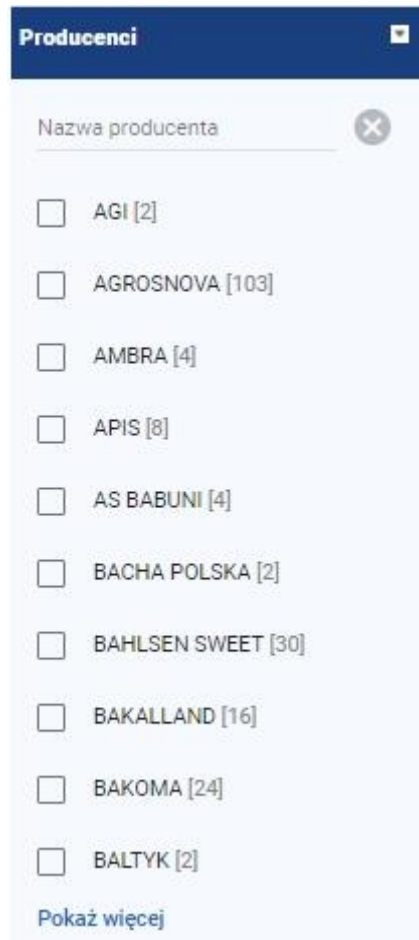 Producenci
Nazwa producenta
AGI [2]
AGROSNOVA [103]
AMBRA [4]
APIS [8]
AS BABUNI [4]
BACHA POLSKA [2]
BAHLSEN SWEET [30]
BAKALLAND [16]
BAKOMA [24]
BALTYK [2]
Pokaż więcej